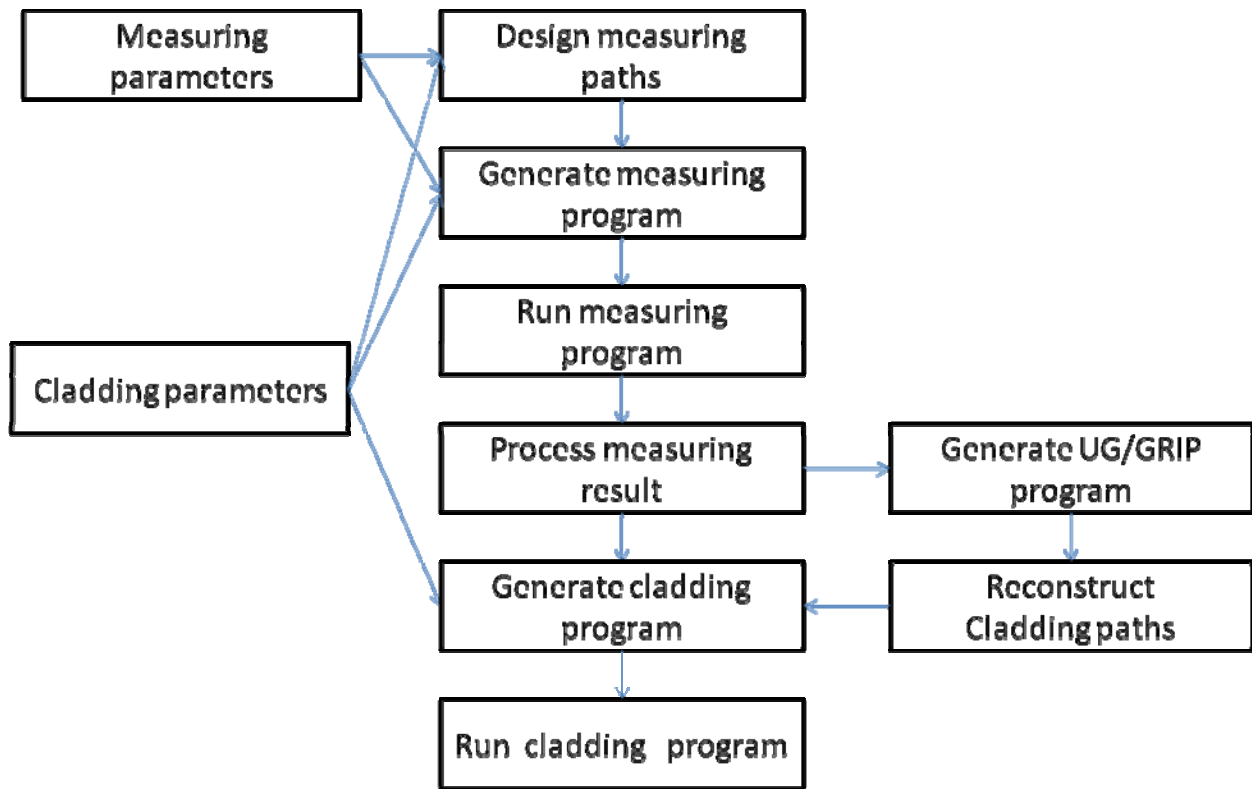 Measuring
parameters
Design measuring
paths
Generate measuring
program
Run measuring
program
Cladding parameters
Process measuring
result
Generate UG/GRIP
program
Generate cladding
program
Reconstruct
Cladding paths
Run cladding program